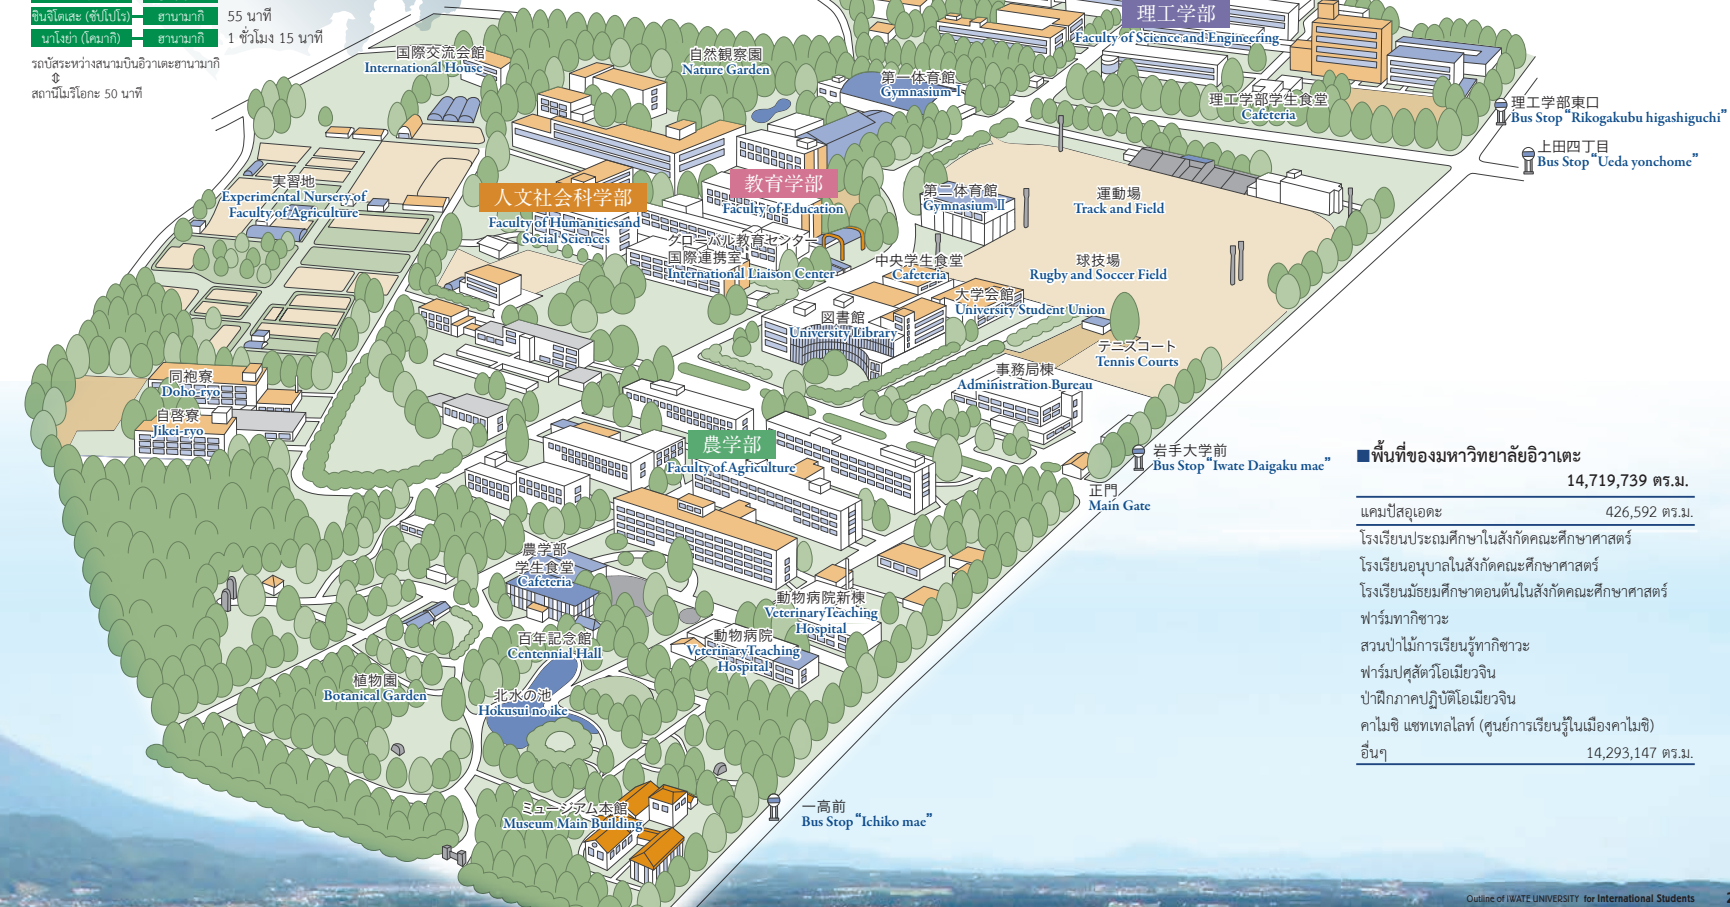 ชินจิโตเสะ (ซัปโปโร)
ฮานามากิ
55 นาที
นาโงย่า (โคมากิ)
ฮานามากิ
1 ชั่วโมง 15 นาที
รถบัสระหว่างสนามบินอิวาเตะฮานามากิ
⇕
สถานีโมริโอกะ 50 นาที
国際交流会館
International House
自然観察園
Nature Garden
第一体育館
Gymnasium I
理工学部
Faculty of Science and Engineering
理工学部学生食堂
Cafeteria
理工学部東口
Bus Stop “Rikogakubu higashiguchi”
上田四丁目
Bus Stop “Ueda yonchome”
実習地
Experimental Nursery of
Faculty of Agriculture
人文社会科学部
Faculty of Humanities and
Social Sciences
教育学部
Faculty of Education
グローバル教育センター
国際連携室
International Liaison Center
第二体育館
Gymnasium II
運動場
Track and Field
球技場
Rugby and Soccer Field
中央学生食堂
Cafeteria
大学会館
University Student Union
図書館
University Library
テニスコート
Tennis Courts
事務局棟
Administration Bureau
同袍寮
Doho-ryo
自啓寮
Jikei-ryo
農学部
Faculty of Agriculture
岩手大学前
Bus Stop “Iwate Daigaku mae”
正門
Main Gate
農学部
学生食堂
Cafeteria
動物病院新棟
Veterinary Teaching
Hospital
動物病院
Veterinary Teaching
Hospital
百年記念館
Centennial Hall
植物園
Botanical Garden
北水の池
Hokusui no ike
ミュージアム本館
Museum Main Building
一高前
Bus Stop “Ichiko mae”
■พื้นที่ของมหาวิทยาลัยอิวาเตะ
14,719,739 ตร.ม.
แคมปัสอุเอดะ 426,592 ตร.ม.
โรงเรียนประถมศึกษาในสังกัดคณะศึกษาศาสตร์
โรงเรียนอนุบาลในสังกัดคณะศึกษาศาสตร์
โรงเรียนมัธยมศึกษาตอนต้นในสังกัดคณะศึกษาศาสตร์
ฟาร์มทากิซาวะ
สวนป่าไม้การเรียนรู้ทากิซาวะ
ฟาร์มปศุสัตว์โอเมียวจิน
ป่าฝึกภาคปฏิบัติโอเมียวจิน
คาไมชิ แซทเทลไลท์ (ศูนย์การเรียนรู้ในเมืองคาไมชิ)
อื่นๆ 14,293,147 ตร.ม.
Outline of IWATE UNIVERSITY for International Students